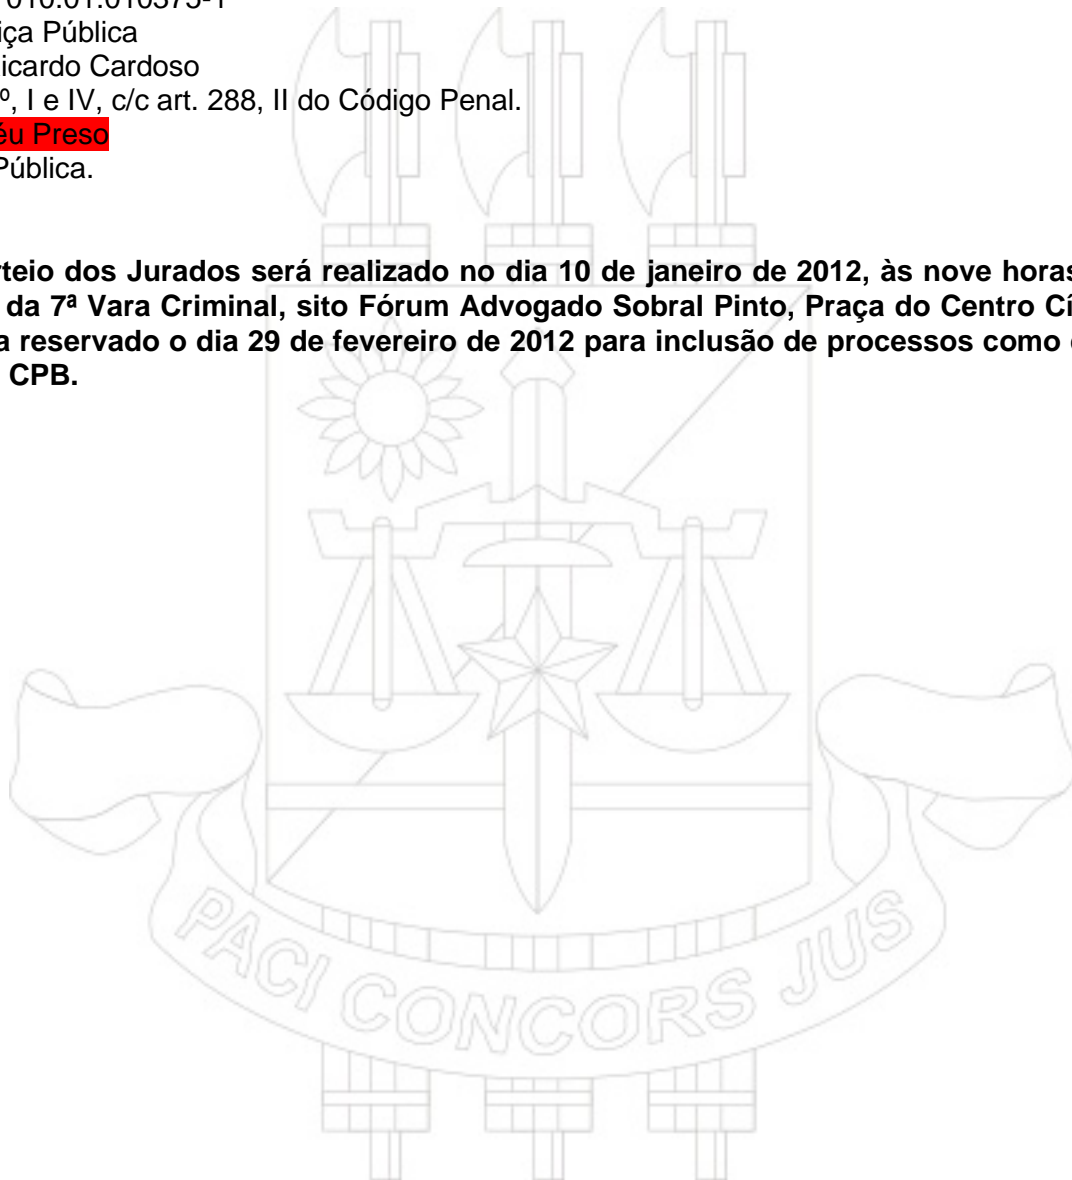 010.01.010375-1
iça Pública
icardo Cardoso
º, I e IV, c/c art. 288, II do Código Penal.
éu Preso
Pública.
rteio dos Jurados será realizado no dia 10 de janeiro de 2012, às nove horas
da 7ª Vara Criminal, sito Fórum Advogado Sobral Pinto, Praça do Centro Cí
a reservado o dia 29 de fevereiro de 2012 para inclusão de processos como
CPB.
PACI CONCORS JUS